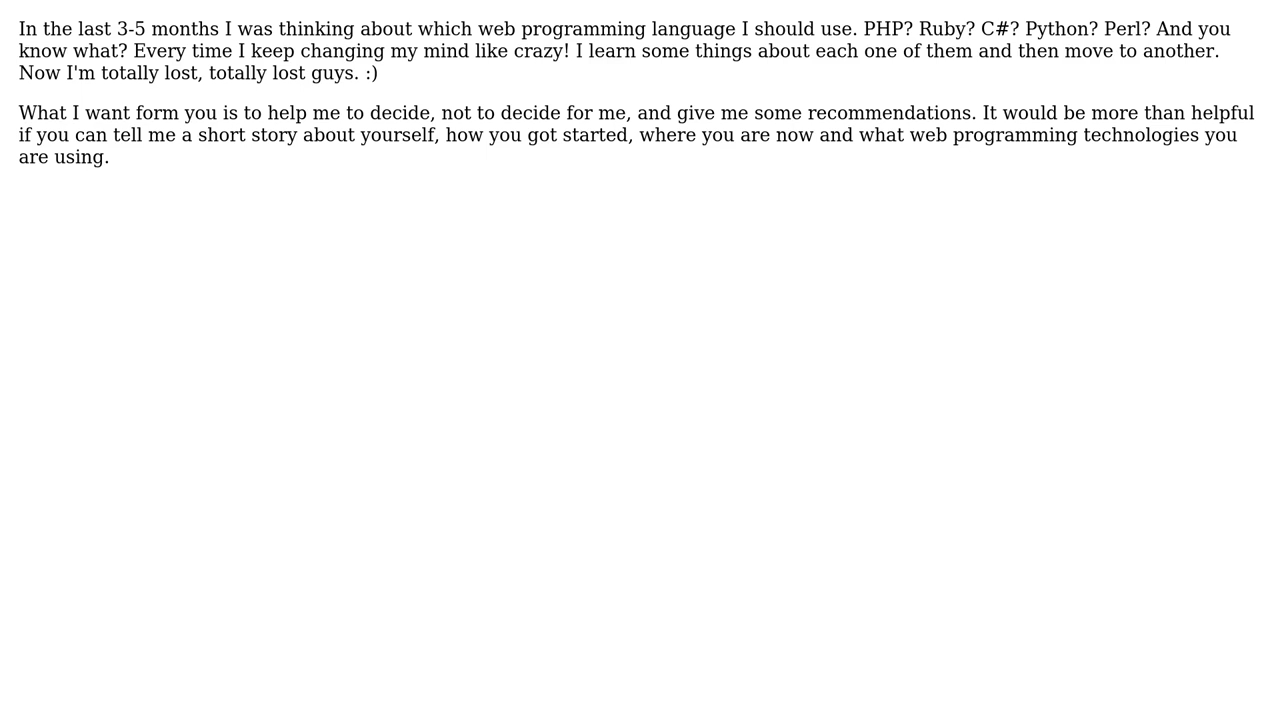 In the last 3-5 months I was thinking about which web programming language I should use. PHP? Ruby? C#? Python? Perl? And you
know what? Every time I keep changing my mind like crazy! I learn some things about each one of them and then move to another.
Now I'm totally lost, totally lost guys. :)
What I want form you is to help me to decide, not to decide for me, and give me some recommendations. It would be more than helpful
if you can tell me a short story about yourself, how you got started, where you are now and what web programming technologies you
are using.